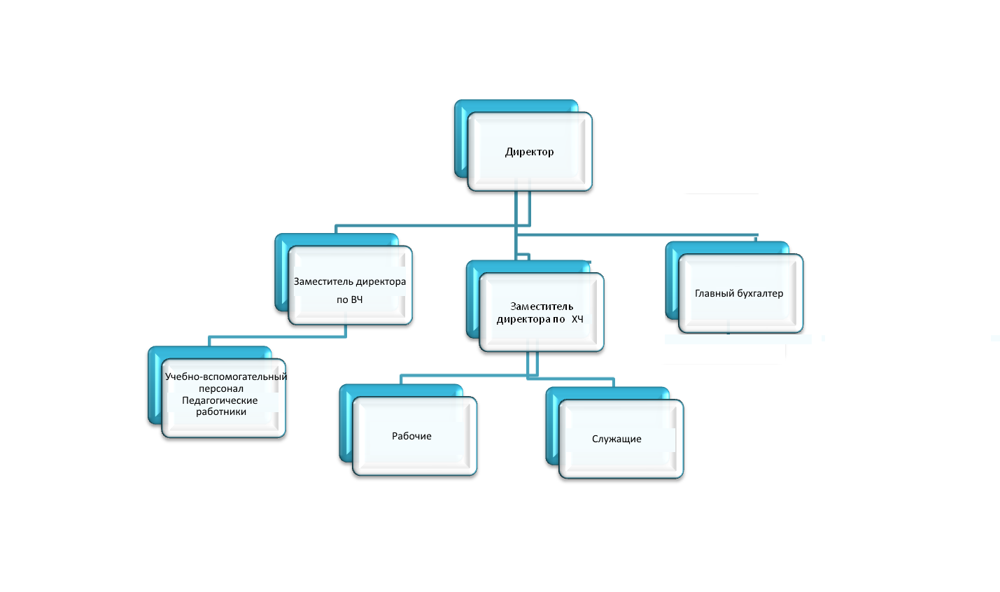 Директор
Заместитель директора
по ВЧ
Заместитель
директора по ХЧ
Главный бухгалтер
Учебно-вспомогательный
персонал
Педагогические
работники
Рабочие
Служащие